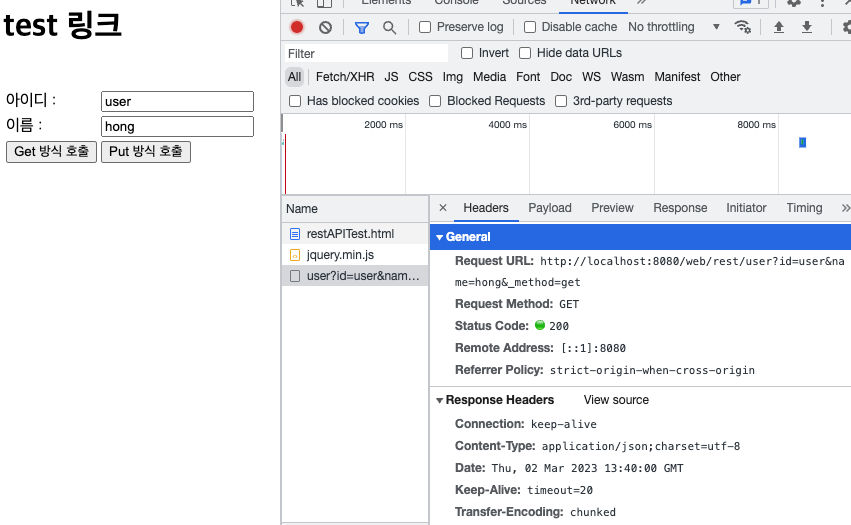 test 링크
아이디 : user
이름 : hong
Get 방식 호출 Put 방식 호출
Elements Console Sources Network » 1
Preserve log Disable cache No throttling
Filter Invert Hide data URLs
All Fetch/XHR JS CSS Img Media Font Doc WS Wasm Manifest Other
Has blocked cookies Blocked Requests 3rd-party requests
2000 ms 4000 ms 6000 ms 8000 ms
Name
restAPITest.html
jquery.min.js
user?id=user&nam…
× Headers Payload Preview Response Initiator Timing »
General
Request URL: http://localhost:8080/web/rest/user?id=user&na
me=hong&_method=get
Request Method: GET
Status Code: 200
Remote Address: [::1]:8080
Referrer Policy: strict-origin-when-cross-origin
Response Headers View source
Connection: keep-alive
Content-Type: application/json;charset=utf-8
Date: Thu, 02 Mar 2023 13:40:00 GMT
Keep-Alive: timeout=20
Transfer-Encoding: chunked